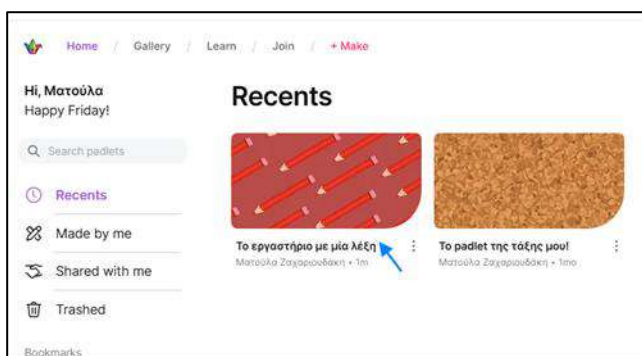 Home / Gallery / Learn / Join / + Make
Hi, Ματούλα
Happy Friday!
Recents
Search padlets
Recents
Made by me
Shared with me
Trashed
Bookmarks
Το εργαστήριο με μία λέξη
Ματούλα Ζαχαριουδάκη • 1m
Το padlet της τάξης μου!
Ματούλα Ζαχαριουδάκη • 1mo